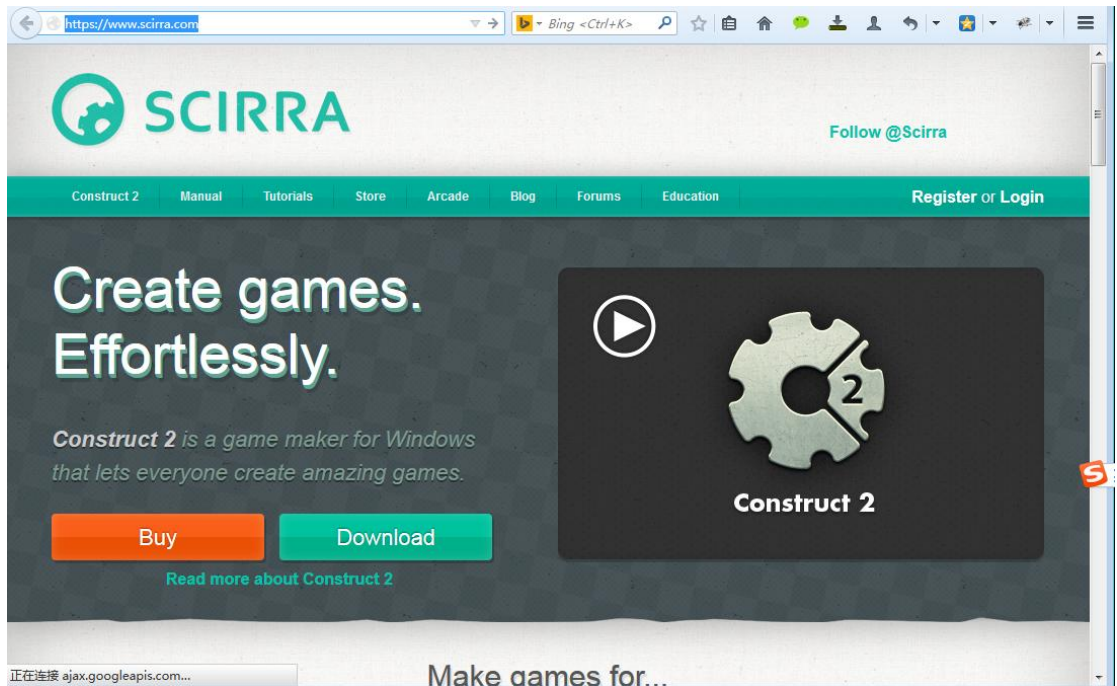 https://www.scirra.com
Bing <Ctrl+K>
SCIRRA
Follow @Scirra
Construct 2 Manual Tutorials Store Arcade Blog Forums Education Register or Login
Create games.
Effortlessly.
Construct 2 is a game maker for Windows
that lets everyone create amazing games.
2
Construct 2
Buy Download
Read more about Construct 2
Make games for...
正在连接 ajax.googleapis.com...